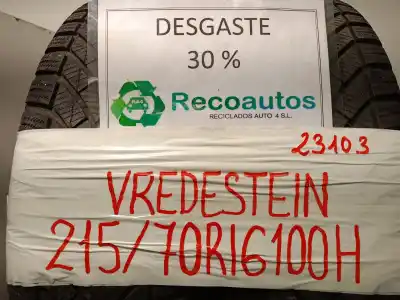 DESGASTE
30 %
Recoautos
RECICLADOS AUTO 4 S.L.
23103
VREDESTEIN
215/70R16100H